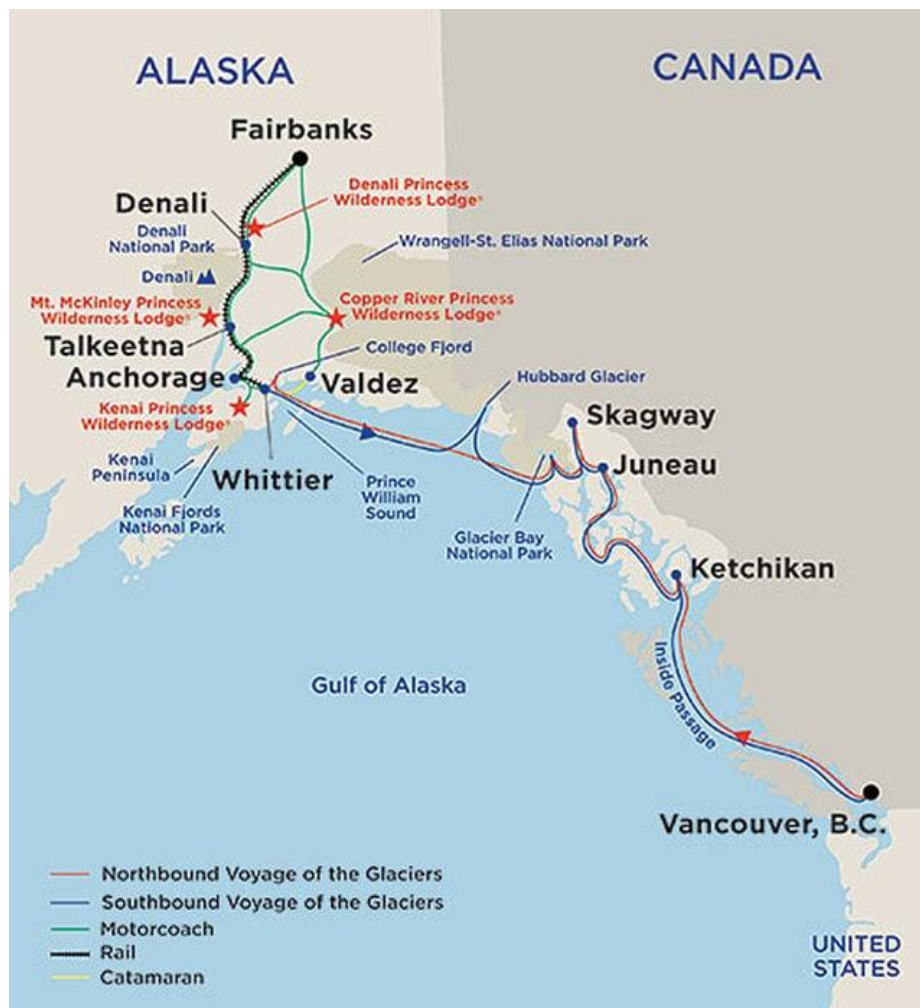 ALASKA
CANADA
Fairbanks
Denali Princess
Wilderness Lodge®
Denali
Denali
National Park
Wrangell-St. Elias National Park
Denali
Mt. McKinley Princess
Wilderness Lodge®
Copper River Princess
Wilderness Lodge®
Talkeetna
College Fjord
Anchorage
Valdez
Hubbard Glacier
Kenai Princess
Wilderness Lodge®
Skagway
Kenai
Peninsula
Whittier
Prince
William
Sound
Juneau
Kenai Fjords
National Park
Glacier Bay
National Park
Ketchikan
Inside Passage
Gulf of Alaska
Vancouver, B.C.
Northbound Voyage of the Glaciers
Southbound Voyage of the Glaciers
Motorcoach
Rail
Catamaran
UNITED
STATES